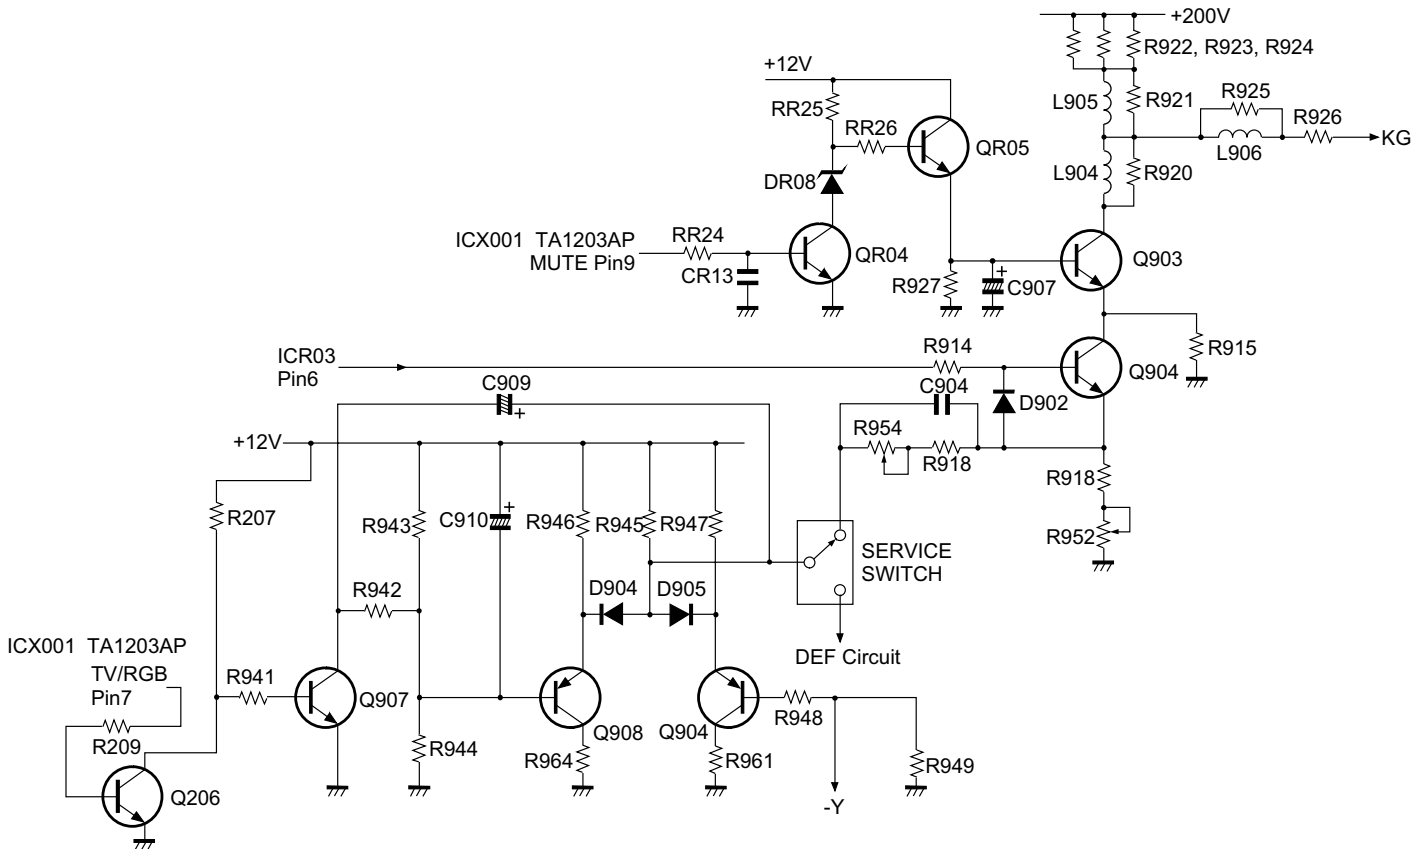 +200V
R922, R923, R924
+12V
L905
R921
R925
RR25
RR26
R926
KG
QR05
L906
L904
R920
DR08
ICX001 TA1203AP
MUTE Pin9
RR24
QR04
Q903
CR13
R927
C907
ICR03
Pin6
R914
R915
C909
C904
Q904
D902
+12V
R954
R918
R918
R207
R943
C910
R946
R945
R947
R952
SERVICE
SWITCH
R942
D904
D905
ICX001 TA1203AP
TV/RGB
Pin7
DEF Circuit
R941
Q907
R948
Q908
Q904
R209
R944
R964
R961
R949
Q206
-Y
+
+
+